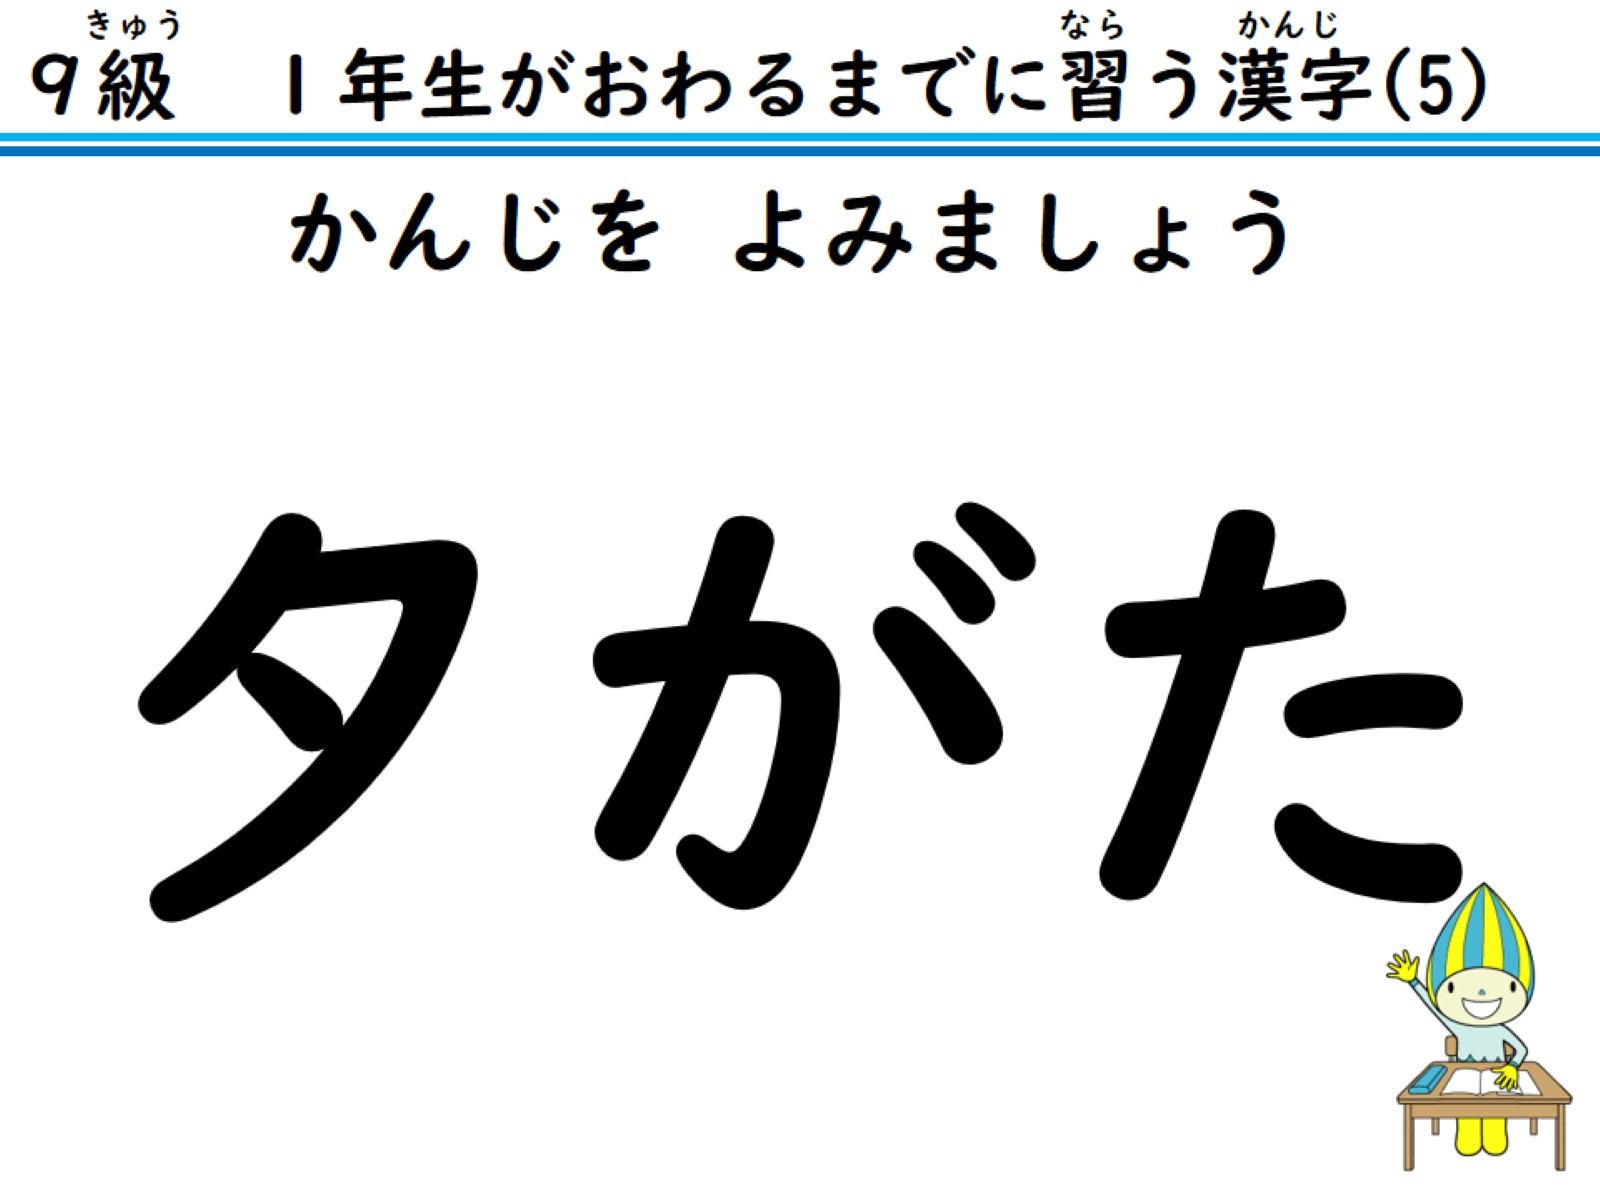 きゅう なら かんじ
9級 1年生がおわるまでに習う漢字(5)
かんじを よみましょう
夕がた